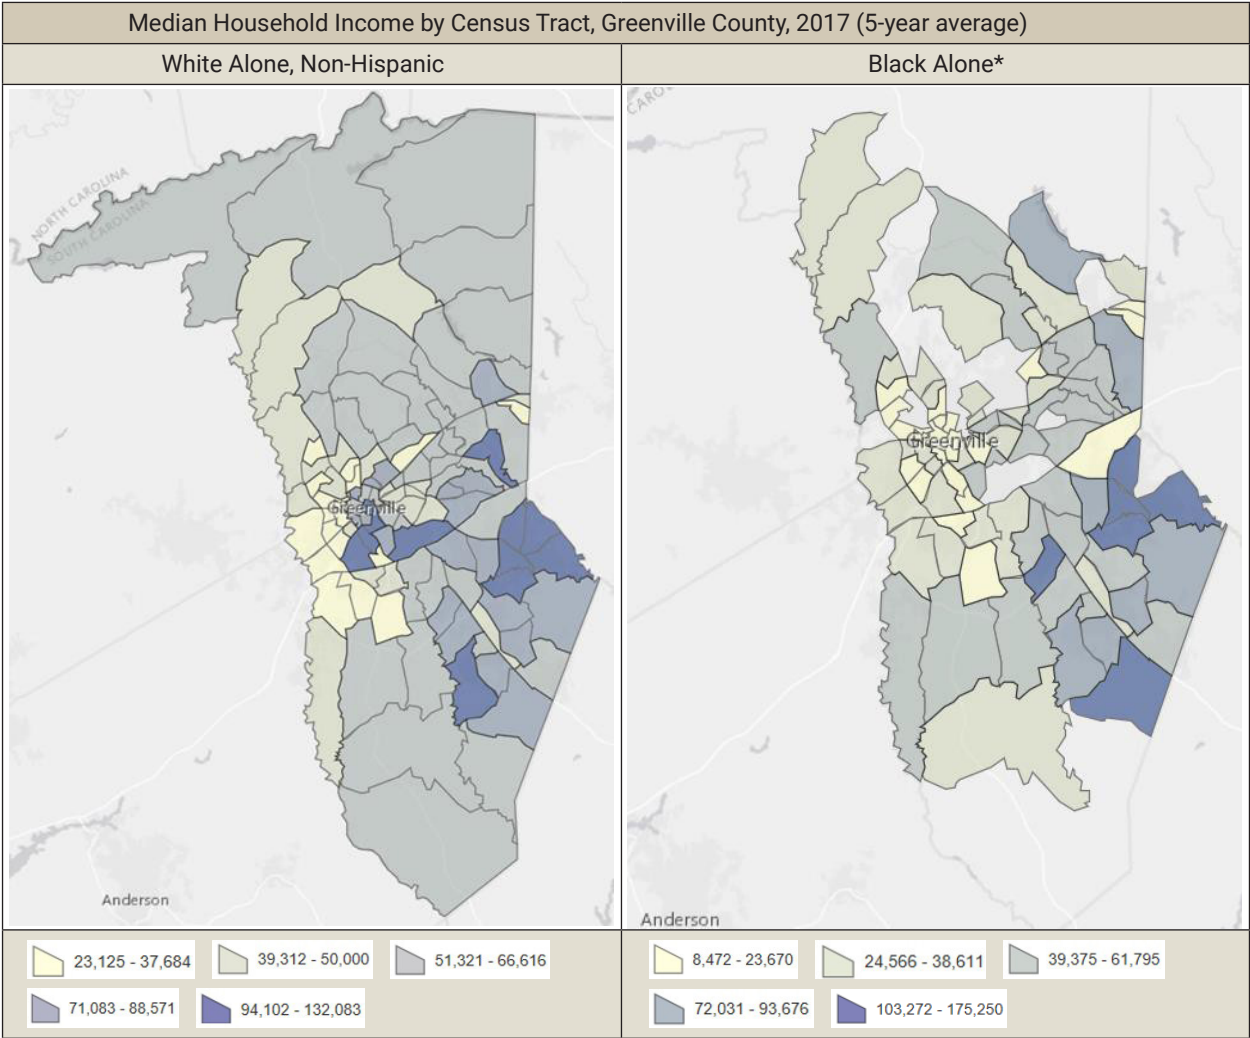 Median Household Income by Census Tract, Greenville County, 2017 (5-year average)
White Alone, Non-Hispanic
Black Alone*
NORTH CAROLINA
SOUTH CAROLINA
Greenville
Anderson
Greenville
Anderson
23,125 - 37,684
39,312 - 50,000
51,321 - 66,616
71,083 - 88,571
94,102 - 132,083
8,472 - 23,670
24,566 - 38,611
39,375 - 61,795
72,031 - 93,676
103,272 - 175,250